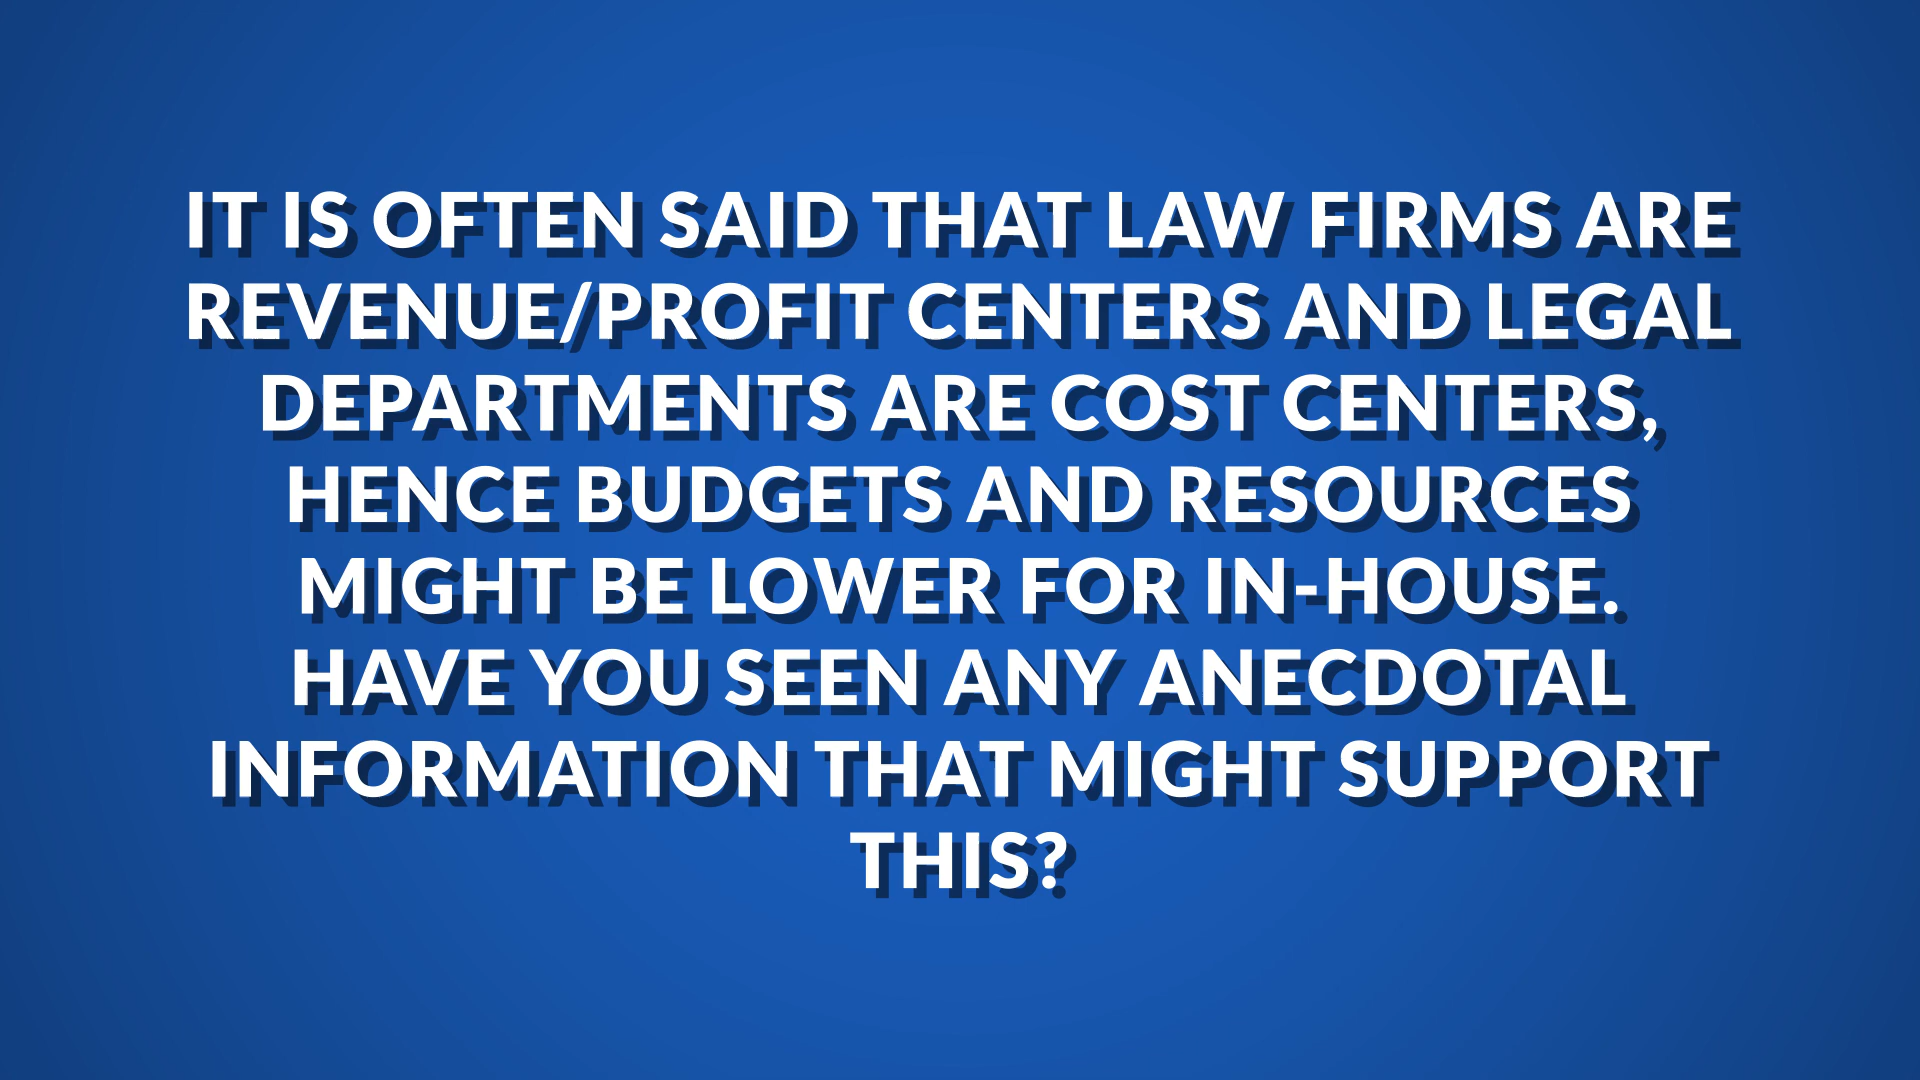 IT IS OFTEN SAID THAT LAW FIRMS ARE
REVENUE/PROFIT CENTERS AND LEGAL
DEPARTMENTS ARE COST CENTERS,
HENCE BUDGETS AND RESOURCES
MIGHT BE LOWER FOR IN-HOUSE.
HAVE YOU SEEN ANY ANECDOTAL
INFORMATION THAT MIGHT SUPPORT
THIS?